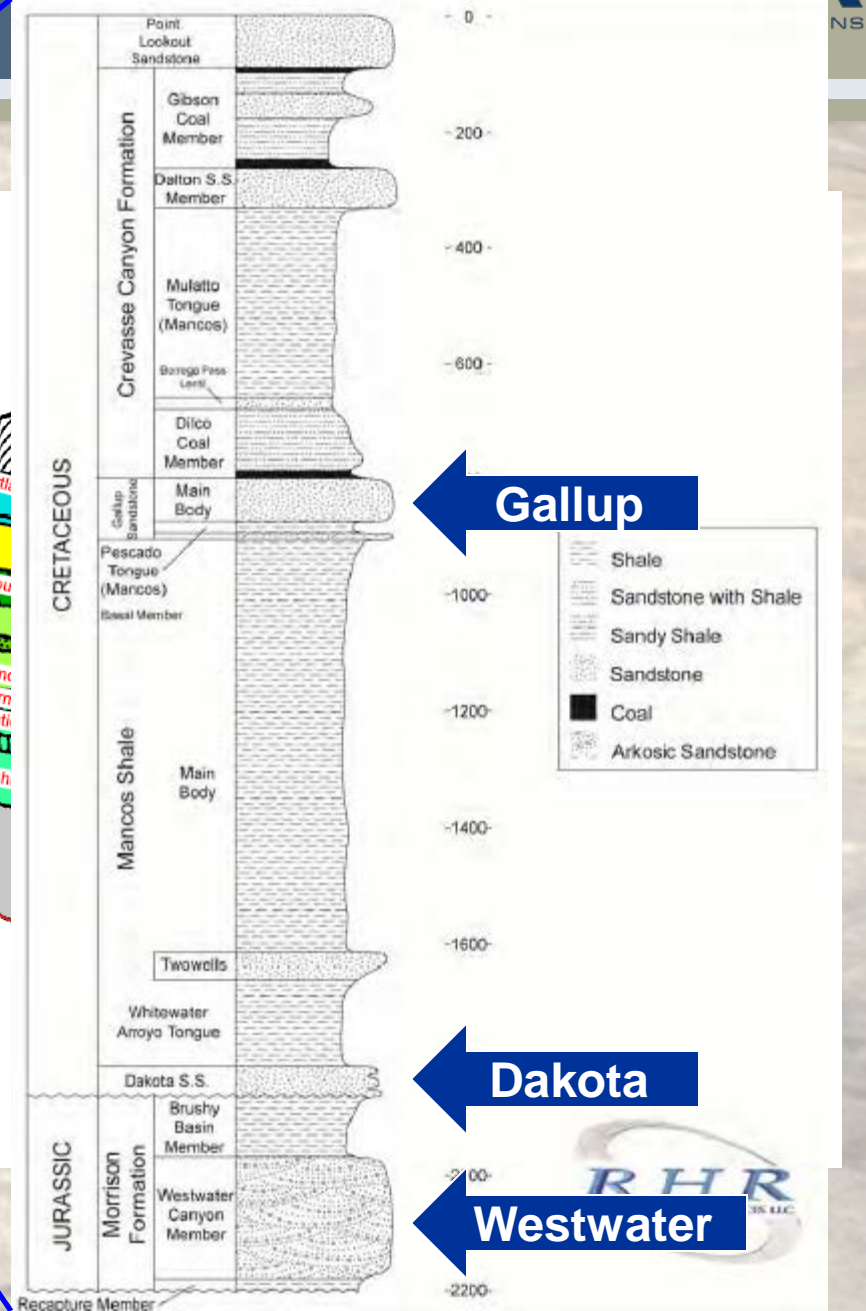 NS
Point
Lookout
Sandstone
Gibson
Coal
Member
Dalton S.S.
Member
Crevasse Canyon Formation
Mulatto
Tongue
(Mancos)
Borrego Pass
Dilco
Coal
Member
CRETACEOUS
Gallup
Sandstone
Main
Body
Pescado
Tongue
(Mancos)
Basal Member
Mancos Shale
Main
Body
Twowells
Whitewater
Arroyo Tongue
Dakota S.S.
JURASSIC
Morrison
Formation
Brushy
Basin
Member
Westwater
Canyon
Member
Recapture Member
- 0 -
- 200 -
- 400 -
- 600 -
-1000-
-1200-
-1400-
-1600-
-2200-
Gallup
Shale
Sandstone with Shale
Sandy Shale
Sandstone
Coal
Arkosic Sandstone
Dakota
RHR
LLC
Westwater